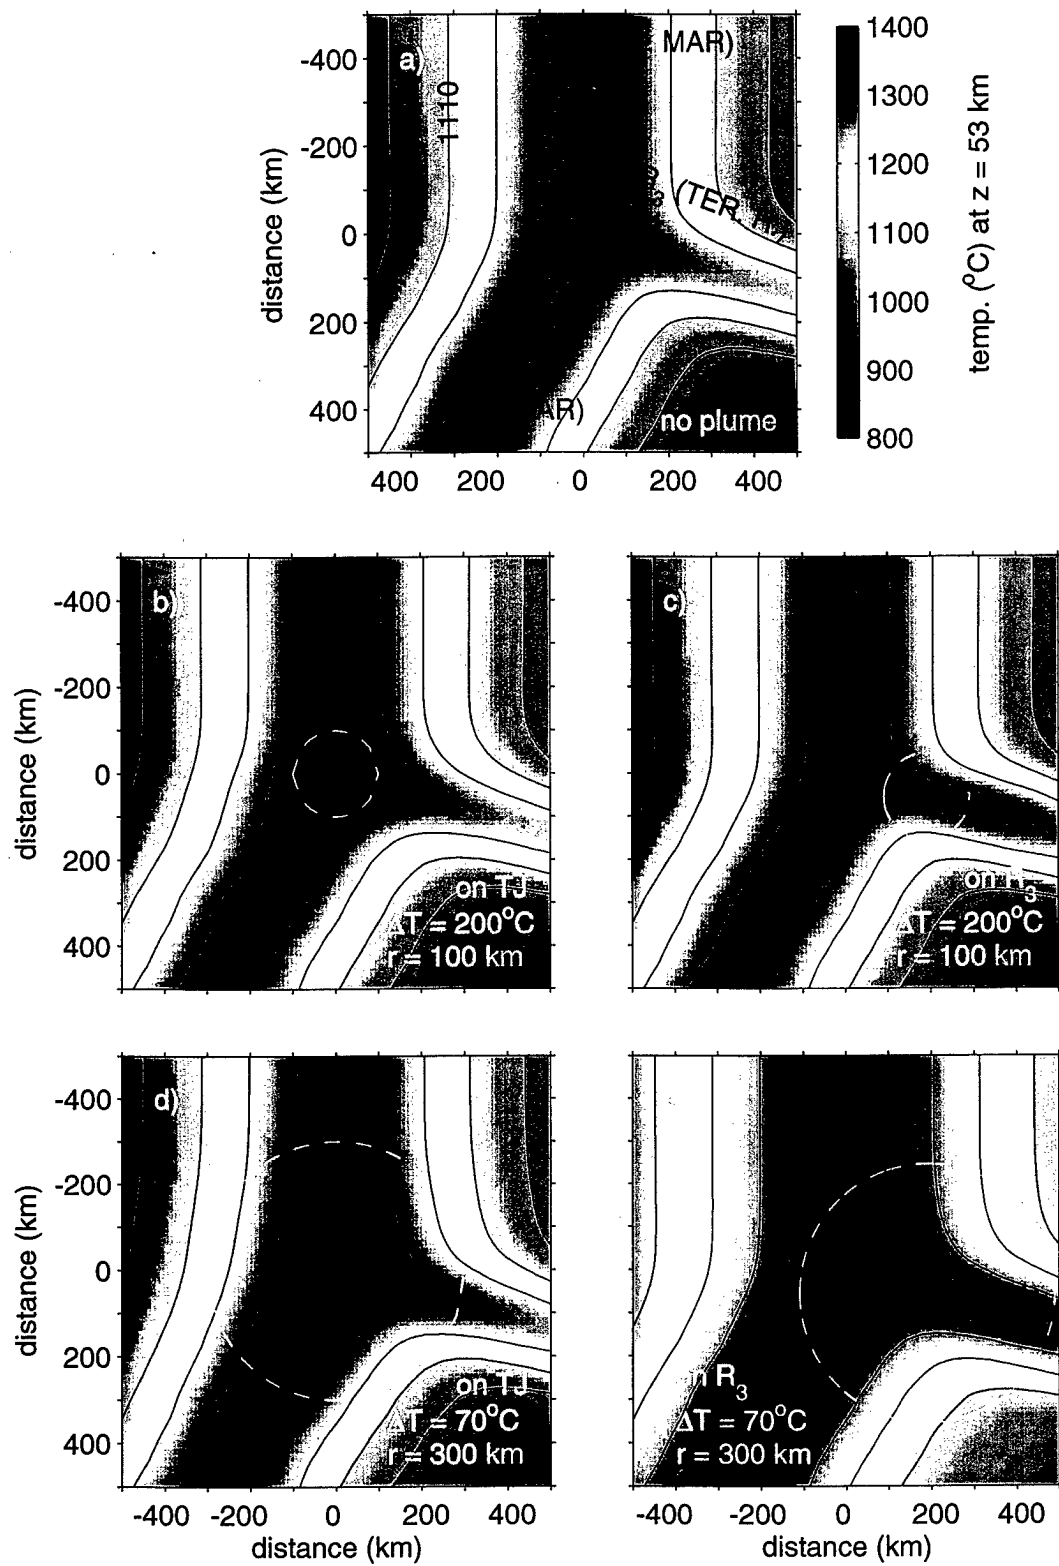 a)
MAR)
1110
(TER.
AR)
no plume
-400
-200
0
200
400
distance (km)
400 200 0 200 400
1400
1300
1200
1100
1000
900
800
temp. (°C) at z = 53 km
b)
on TJ
ΔT = 200°C
r = 100 km
-400
-200
0
200
400
distance (km)
c)
on R3
ΔT = 200°C
r = 100 km
d)
on TJ
ΔT = 70°C
r = 300 km
-400
-200
0
200
400
distance (km)
-400 -200 0 200 400
distance (km)
n R3
ΔT = 70°C
r = 300 km
-400 -200 0 200 400
distance (km)